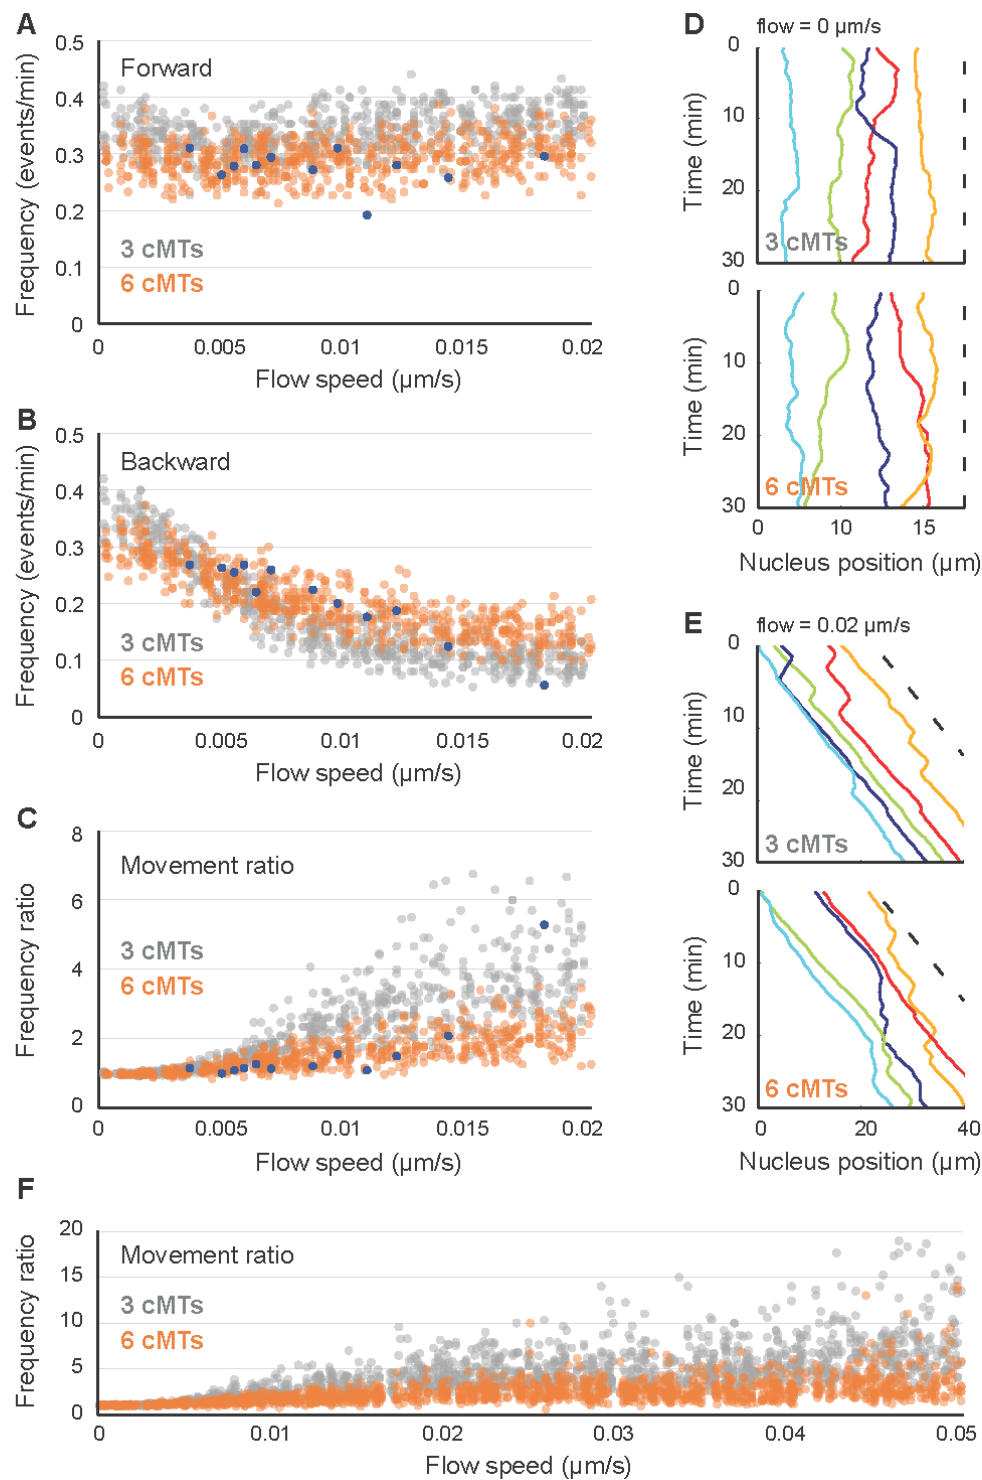 A
Frequency (events/min)
0.5
0.4
0.3
0.2
0.1
0
Forward
3 cMTs
6 cMTs
0 0.005 0.01 0.015 0.02
Flow speed (µm/s)
B
Frequency (events/min)
0.5
0.4
0.3
0.2
0.1
0
Backward
3 cMTs
6 cMTs
0 0.005 0.01 0.015 0.02
Flow speed (µm/s)
C
Frequency ratio
8
6
4
2
0
Movement ratio
3 cMTs
6 cMTs
0 0.005 0.01 0.015 0.02
Flow speed (µm/s)
D
flow = 0 µm/s
Time (min)
0
10
20
30
3 cMTs
Time (min)
0
10
20
30
6 cMTs
0 10 15
Nucleus position (µm)
E
flow = 0.02 µm/s
Time (min)
0
10
20
30
3 cMTs
Time (min)
0
10
20
30
6 cMTs
0 20 40
Nucleus position (µm)
F
Frequency ratio
20
15
10
5
0
Movement ratio
3 cMTs
6 cMTs
0 0.01 0.02 0.03 0.04 0.05
Flow speed (µm/s)